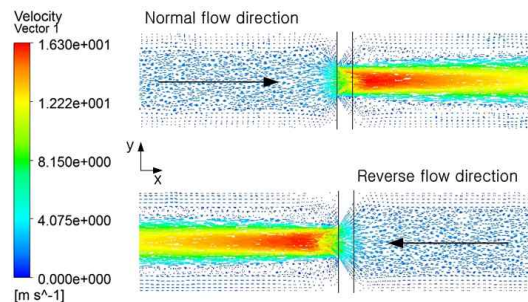 Velocity
Vector 1
1.630e+001
1.222e+001
8.150e+000
4.075e+000
0.000e+000
[m s^-1]
Normal flow direction
y
x
Reverse flow direction